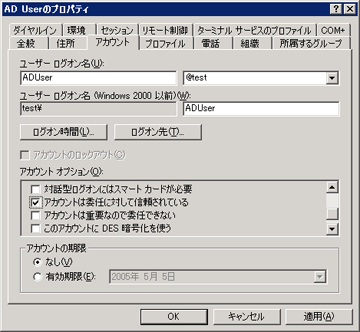 AD Userのプロパティ
ダイヤルイン 環境 セッション リモート制御 ターミナル サービスのプロファイル COM+
全般 住所 アカウント プロファイル 電話 組織 所属するグループ
ユーザー ログオン名(U):
ADUser @test
ユーザー ログオン名 (Windows 2000 以前)(W):
test¥ ADUser
ログオン時間(L)... ログオン先(T)...
アカウントのロックアウト(C)
アカウント オプション(O):
対話型ログオンにはスマート カードが必要
アカウントは委任に対して信頼されている
アカウントは重要なので委任できない
このアカウントに DES 暗号化を使う
アカウントの期限
なし(V)
有効期限(E): 2005年 5月 5日
OK キャンセル 適用(A)